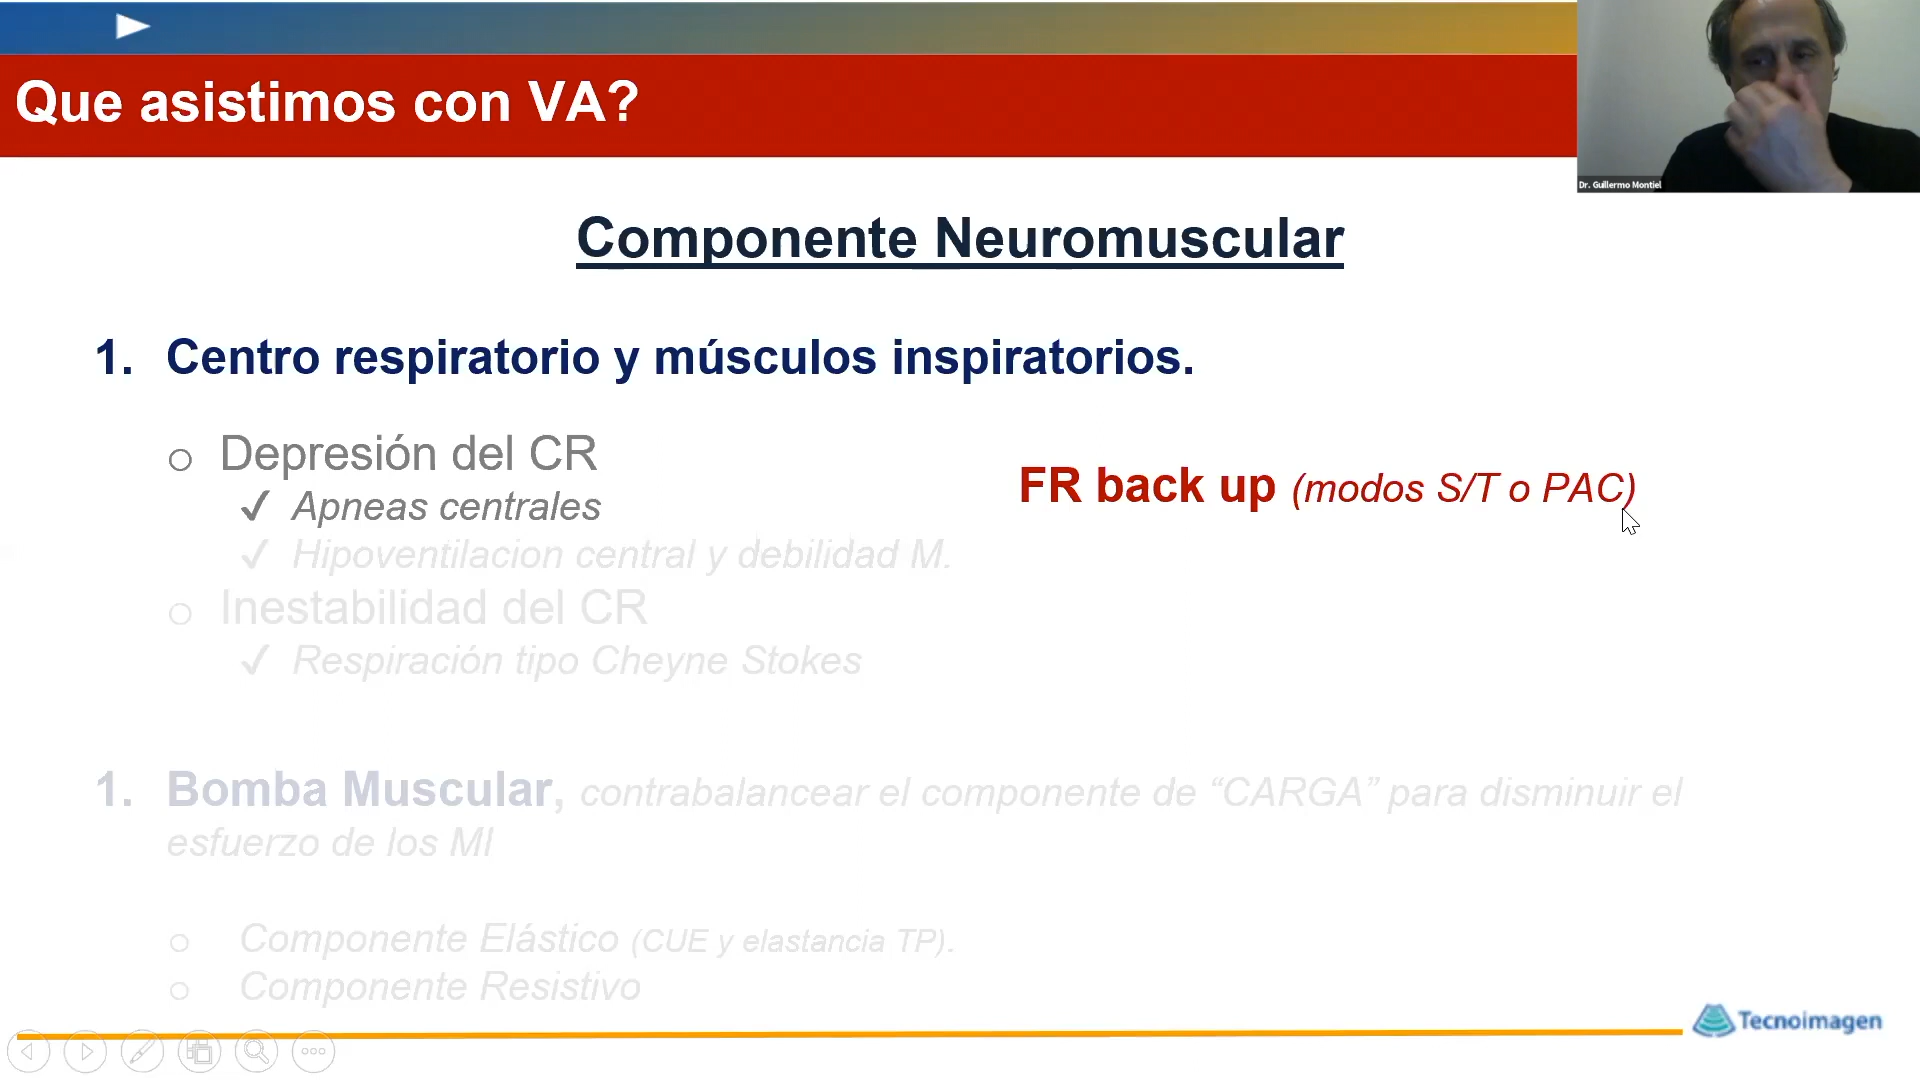 Que asistimos con VA?
Dr. Guillermo Montiel
Componente Neuromuscular
1. Centro respiratorio y músculos inspiratorios.
o Depresión del CR
✓ Apneas centrales
FR back up (modos S/T o PAC)
✓ Hipoventilacion central y debilidad M.
o Inestabilidad del CR
✓ Respiración tipo Cheyne Stokes
1. Bomba Muscular, contrabalancear el componente de “CARGA” para disminuir el
esfuerzo de los MI
o Componente Elástico (CUE y elastancia TP).
o Componente Resistivo
Tecnoimagen